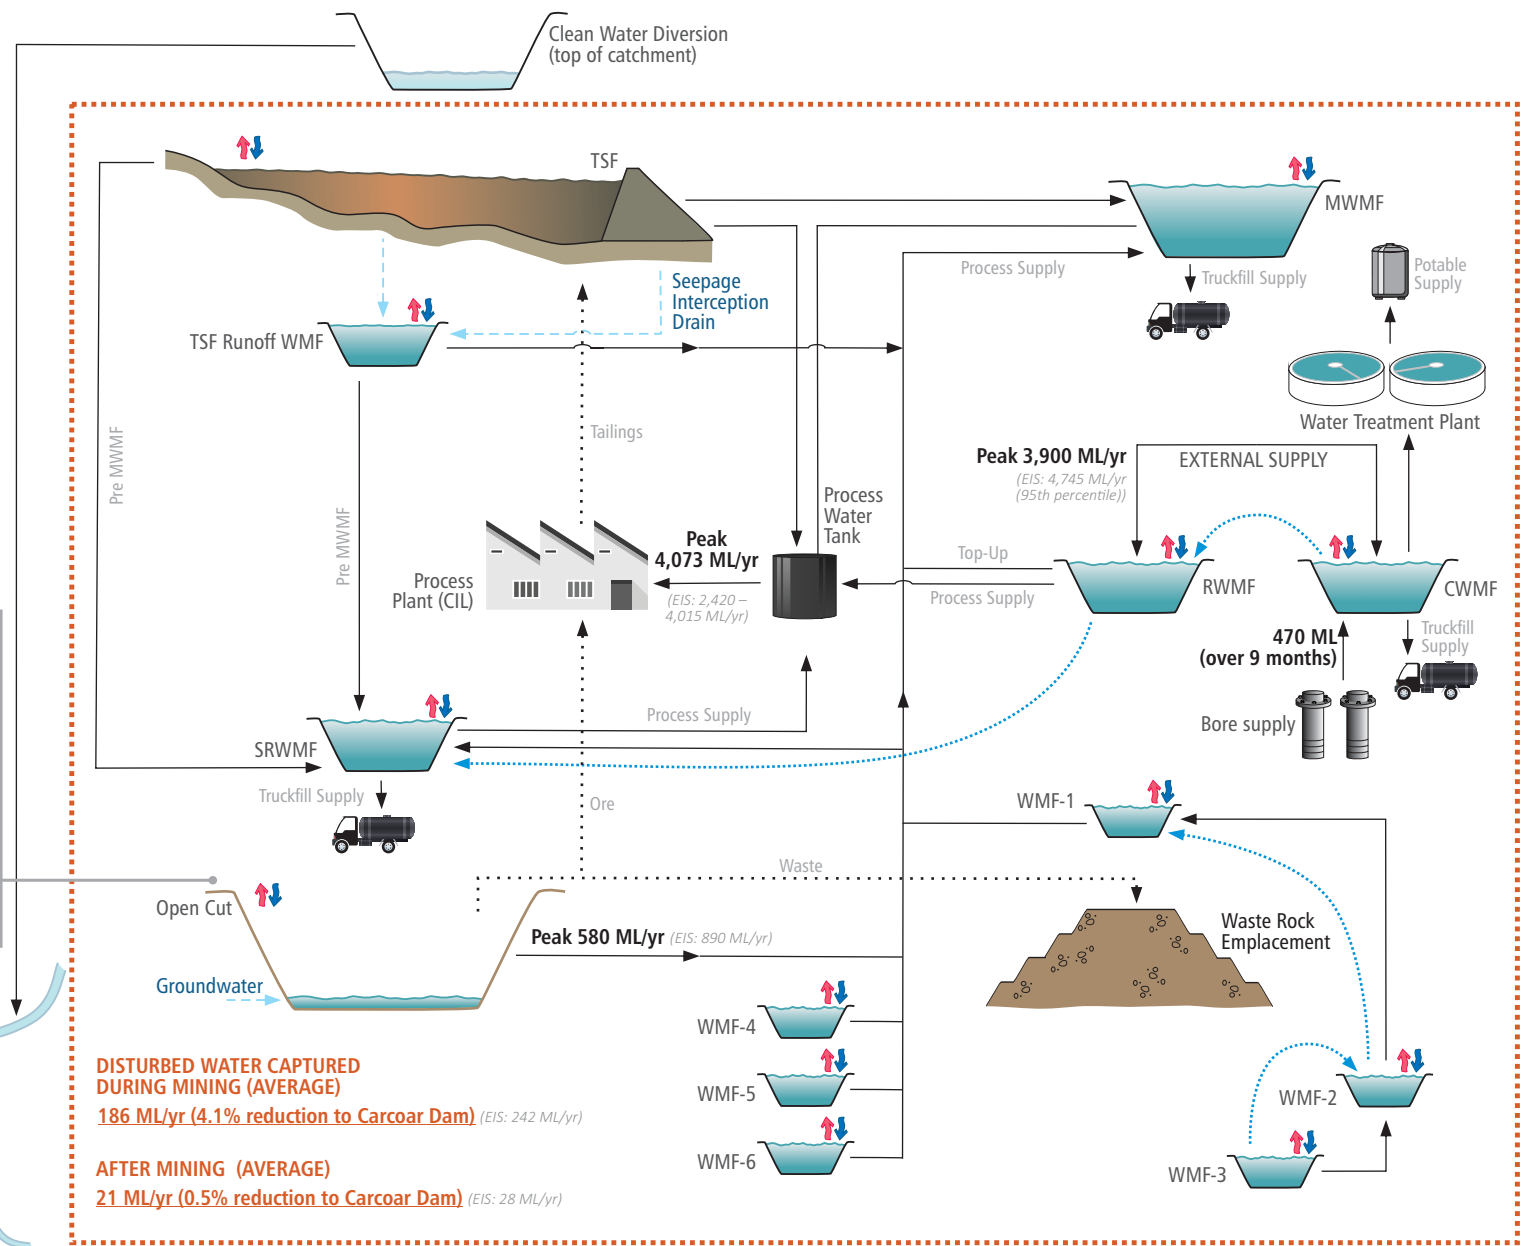 Clean Water Diversion
(top of catchment)
TSF
MWMF
Process Supply
Truckfill Supply
Potable
Supply
Seepage
Interception
Drain
TSF Runoff WMF
Water Treatment Plant
Tailings
Pre MWMF
Pre MWMF
Peak 3,900 ML/yr
(EIS: 4,745 ML/yr
(95th percentile))
EXTERNAL SUPPLY
Process
Water
Tank
Peak
4,073 ML/yr
(EIS: 2,420 –
4,015 ML/yr)
Process
Plant (CIL)
Top-Up
Process Supply
RWMF
CWMF
470 ML
(over 9 months)
Truckfill
Supply
Bore supply
Process Supply
SRWMF
Truckfill Supply
Ore
WMF-1
Waste
Open Cut
Waste Rock
Emplacement
Peak 580 ML/yr (EIS: 890 ML/yr)
Groundwater
WMF-4
WMF-5
WMF-6
WMF-2
WMF-3
DISTURBED WATER CAPTURED
DURING MINING (AVERAGE)
186 ML/yr (4.1% reduction to Carcoar Dam) (EIS: 242 ML/yr)
AFTER MINING (AVERAGE)
21 ML/yr (0.5% reduction to Carcoar Dam) (EIS: 28 ML/yr)